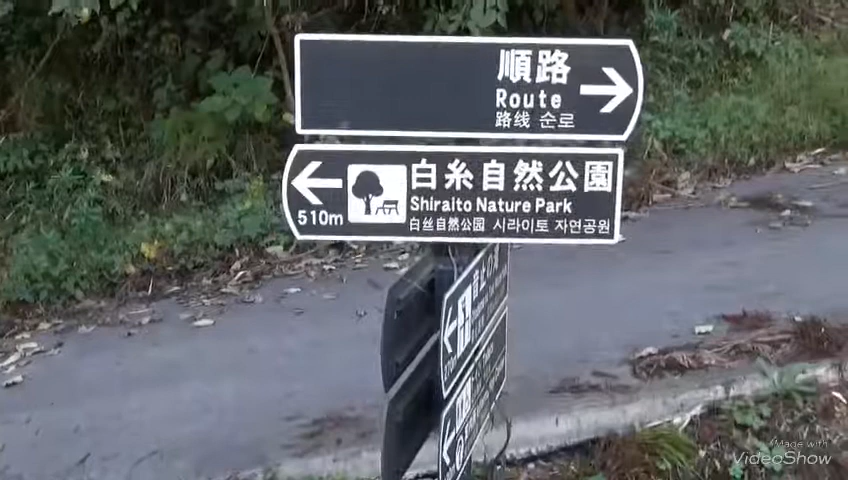 順路
Route
路线 순로
白糸自然公園
510m
Shiraito Nature Park
白丝自然公园 시라이토 자연공원
Made with
VideoShow